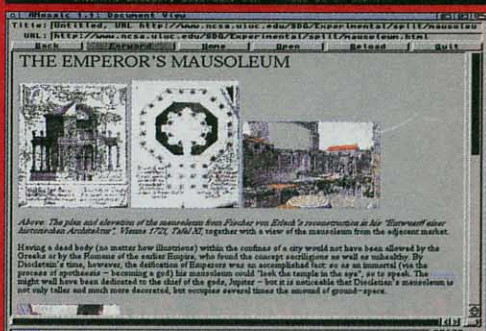 AMosaic 1.1: Document View
Untitled, URL http://www.ncsa.uiuc.edu/SDG/Experimental/split/mausoleu
URL: http://www.ncsa.uiuc.edu/SDG/Experimental/split/mausoleum.html
Back Forward Home Open Reload Quit
THE EMPEROR'S MAUSOLEUM
Above: The plan and elevation of the mausoleum from Fischer von Erlach's reconstruction in his "Entwurff einer
historischen Architektur", Vienna 1721, Tafel XI, together with a view of the mausoleum from the adjacent market.
Having a dead body (no matter how illustrious) within the confines of a city would not have been allowed by the
Greeks or by the Romans of the earlier Empire, who found the concept sacriligious as well as unhealthy. By
Diocletian's time, however, the deification of Emperors was an accomplished fact: so as an immortal (via the
process of apotheosis - becoming a god) his mausoleum could "look the temple in the eye", so to speak. The
might well have been dedicated to the chief of the gods, Jupiter - but it is noticeable that Diocletian's mausoleum is
not only taller and much more decorated, but occupies several times the amount of ground-space.